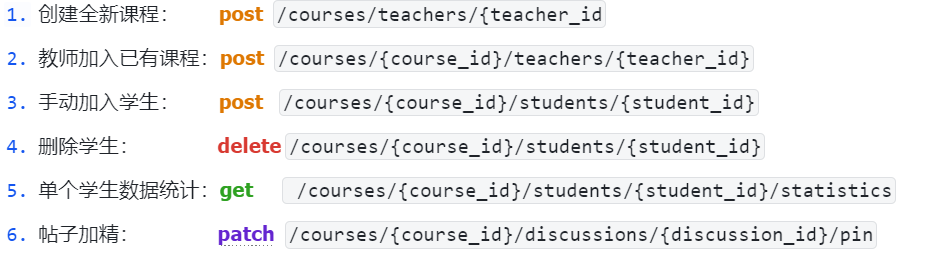 1. 创建全新课程： post /courses/teachers/{teacher_id
2. 教师加入已有课程：post /courses/{course_id}/teachers/{teacher_id}
3. 手动加入学生： post /courses/{course_id}/students/{student_id}
4. 删除学生： delete /courses/{course_id}/students/{student_id}
5. 单个学生数据统计：get /courses/{course_id}/students/{student_id}/statistics
6. 帖子加精： patch /courses/{course_id}/discussions/{discussion_id}/pin